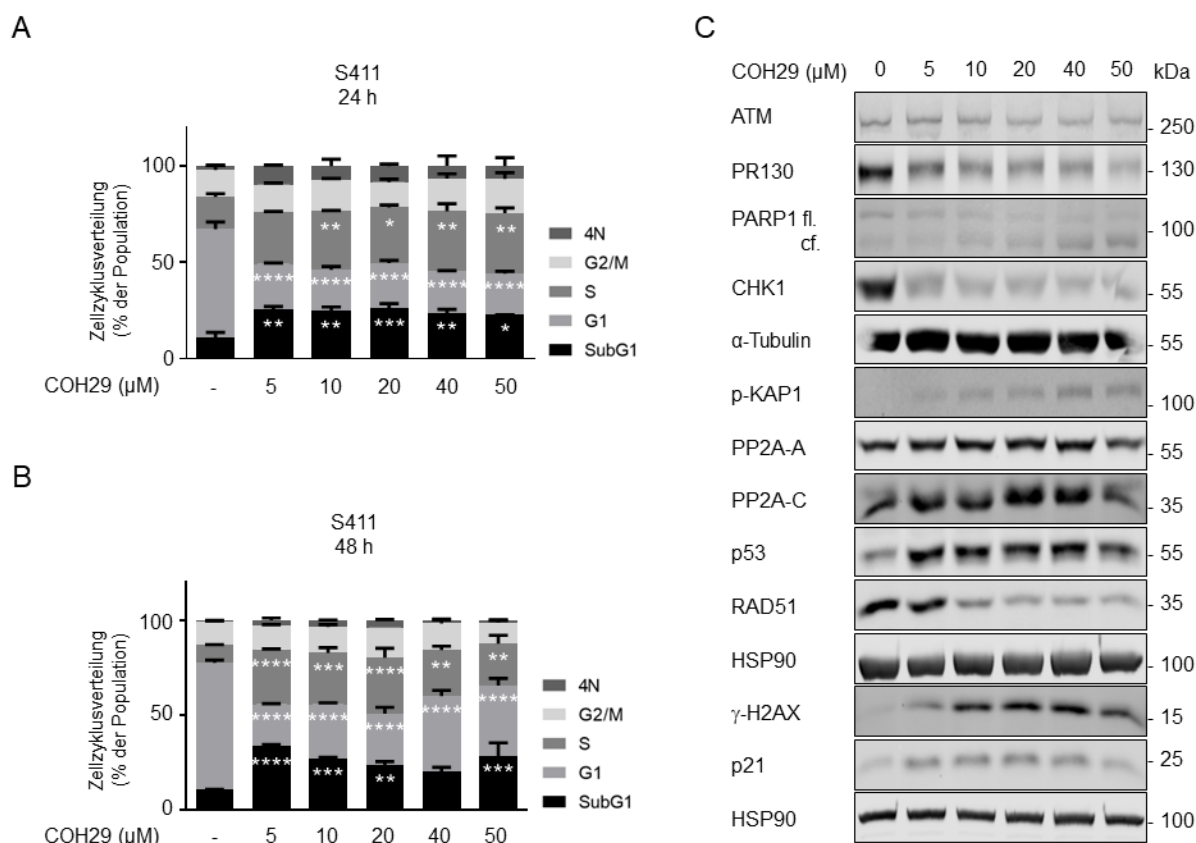 A
S411
24 h
Zellzyklusverteilung
(% der Population)
100
50
0
**
*
**
**
****
****
****
****
****
**
**
***
**
*
4N
G2/M
S
G1
SubG1
COH29 (µM)
- 5 10 20 40 50
B
S411
48 h
Zellzyklusverteilung
(% der Population)
100
50
0
****
***
****
**
**
****
****
****
****
****
****
***
**
***
4N
G2/M
S
G1
SubG1
COH29 (µM)
- 5 10 20 40 50
C
COH29 (µM) 0 5 10 20 40 50 kDa
ATM - 250
PR130 - 130
PARP1 fl. - 100
cf.
CHK1 - 55
α-Tubulin - 55
p-KAP1 - 100
PP2A-A - 55
PP2A-C - 35
p53 - 55
RAD51 - 35
HSP90 - 100
γ-H2AX - 15
p21 - 25
HSP90 - 100